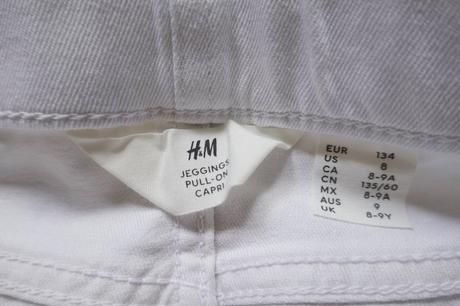 H&M
JEGGINGS
PULL-ON
CAPRI
EUR 134
US 8
CA 8-9A
CN 135/60
MX 8-9A
AUS 9
UK 8-9Y